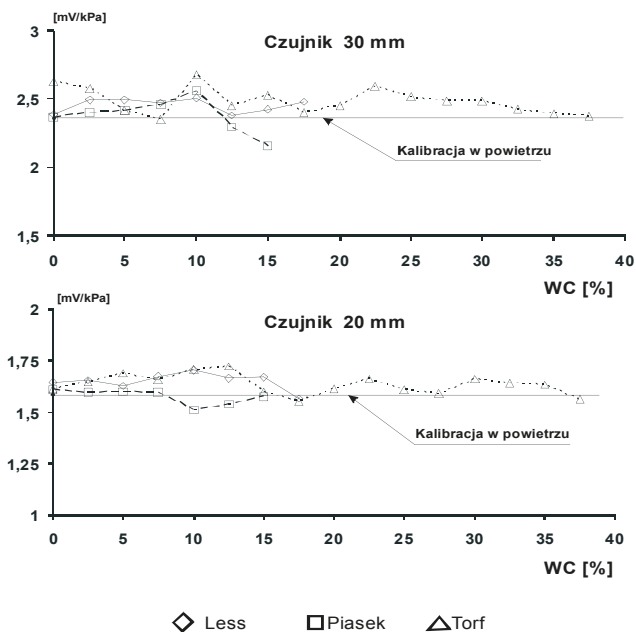 [mV/kPa]
3
Czujnik 30 mm
2,5
Kalibracja w powietrzu
2
1,5
0 5 10 15 20 25 30 35 40
WC [%]
[mV/kPa]
2
Czujnik 20 mm
1,75
1,5
Kalibracja w powietrzu
1,25
1
0 5 10 15 20 25 30 35 40
WC [%]
Less Piasek Torf